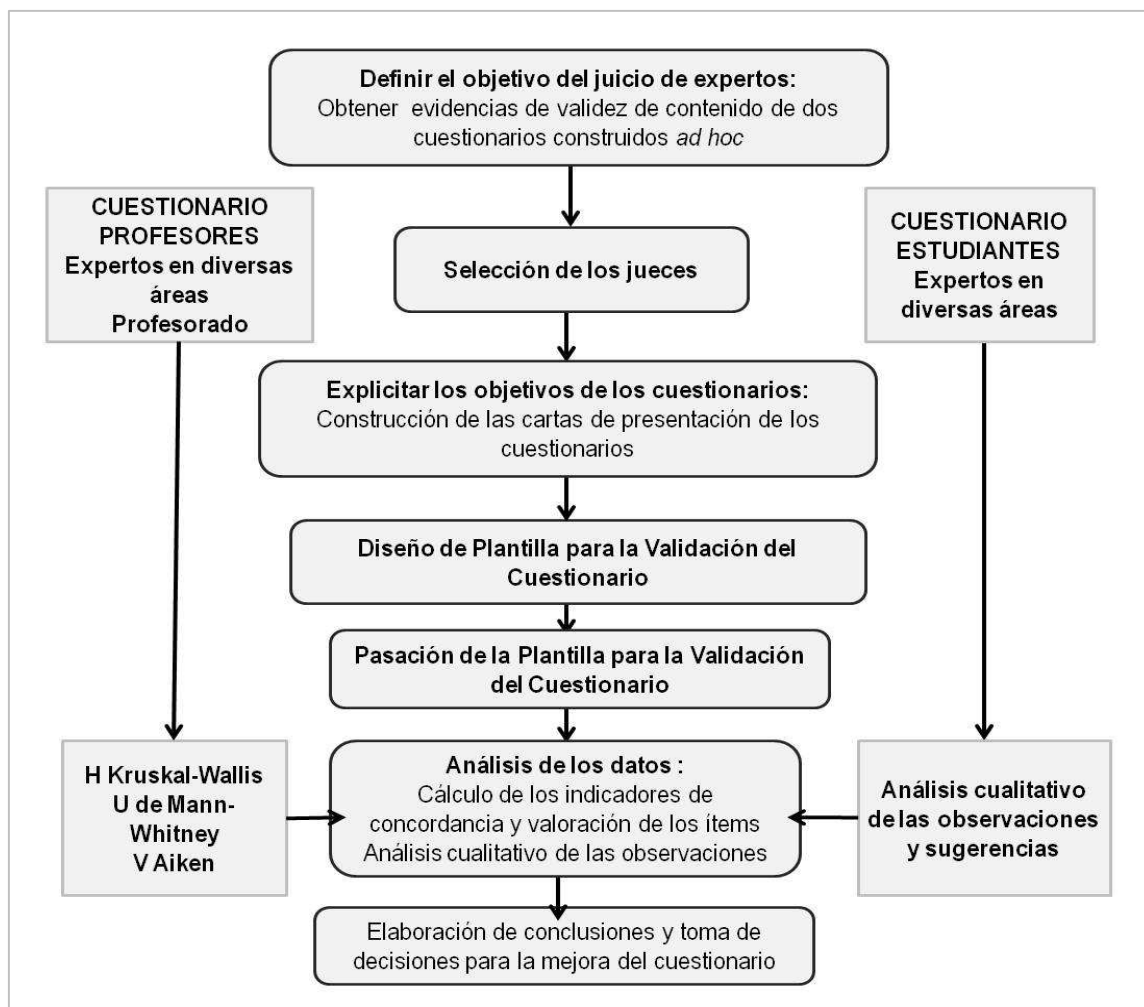 Definir el objetivo del juicio de expertos:
Obtener evidencias de validez de contenido de dos
cuestionarios construidos ad hoc
CUESTIONARIO
PROFESORES
Expertos en diversas
áreas
Profesorado
Selección de los jueces
CUESTIONARIO
ESTUDIANTES
Expertos en
diversas áreas
Explicitar los objetivos de los cuestionarios:
Construcción de las cartas de presentación de los
cuestionarios
Diseño de Plantilla para la Validación del
Cuestionario
Pasación de la Plantilla para la Validación
del Cuestionario
H Kruskal-Wallis
U de Mann-
Whitney
V Aiken
Análisis de los datos :
Cálculo de los indicadores de
concordancia y valoración de los ítems
Análisis cualitativo de las observaciones
Análisis cualitativo
de las observaciones
y sugerencias
Elaboración de conclusiones y toma de
decisiones para la mejora del cuestionario